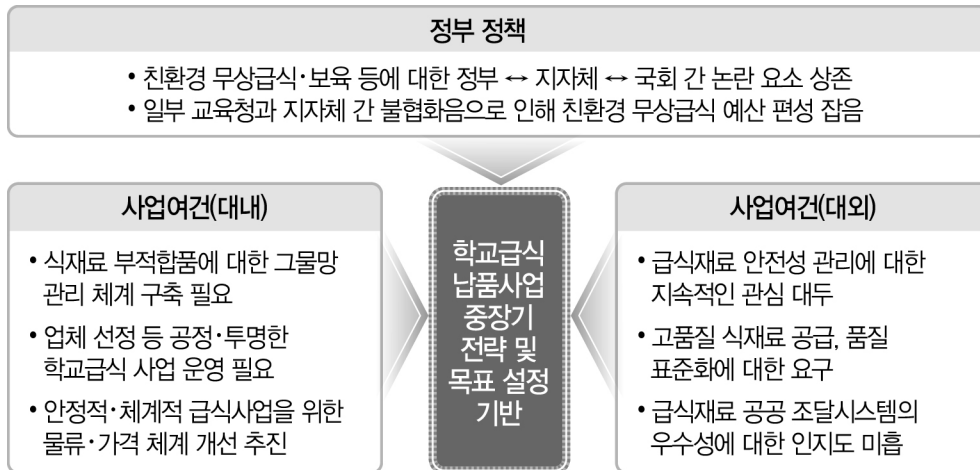 정부 정책
• 친환경 무상급식·보육 등에 대한 정부 ↔ 지자체 ↔ 국회 간 논란 요소 상존
• 일부 교육청과 지자체 간 불협화음으로 인해 친환경 무상급식 예산 편성 잡음
사업여건(대내)
• 식재료 부적합품에 대한 그물망
관리 체계 구축 필요
• 업체 선정 등 공정·투명한
학교급식 사업 운영 필요
• 안정적·체계적 급식사업을 위한
물류·가격 체계 개선 추진
학교급식
납품사업
중장기
전략 및
목표 설정
기반
사업여건(대외)
• 급식재료 안전성 관리에 대한
지속적인 관심 대두
• 고품질 식재료 공급, 품질
표준화에 대한 요구
• 급식재료 공공 조달시스템의
우수성에 대한 인지도 미흡